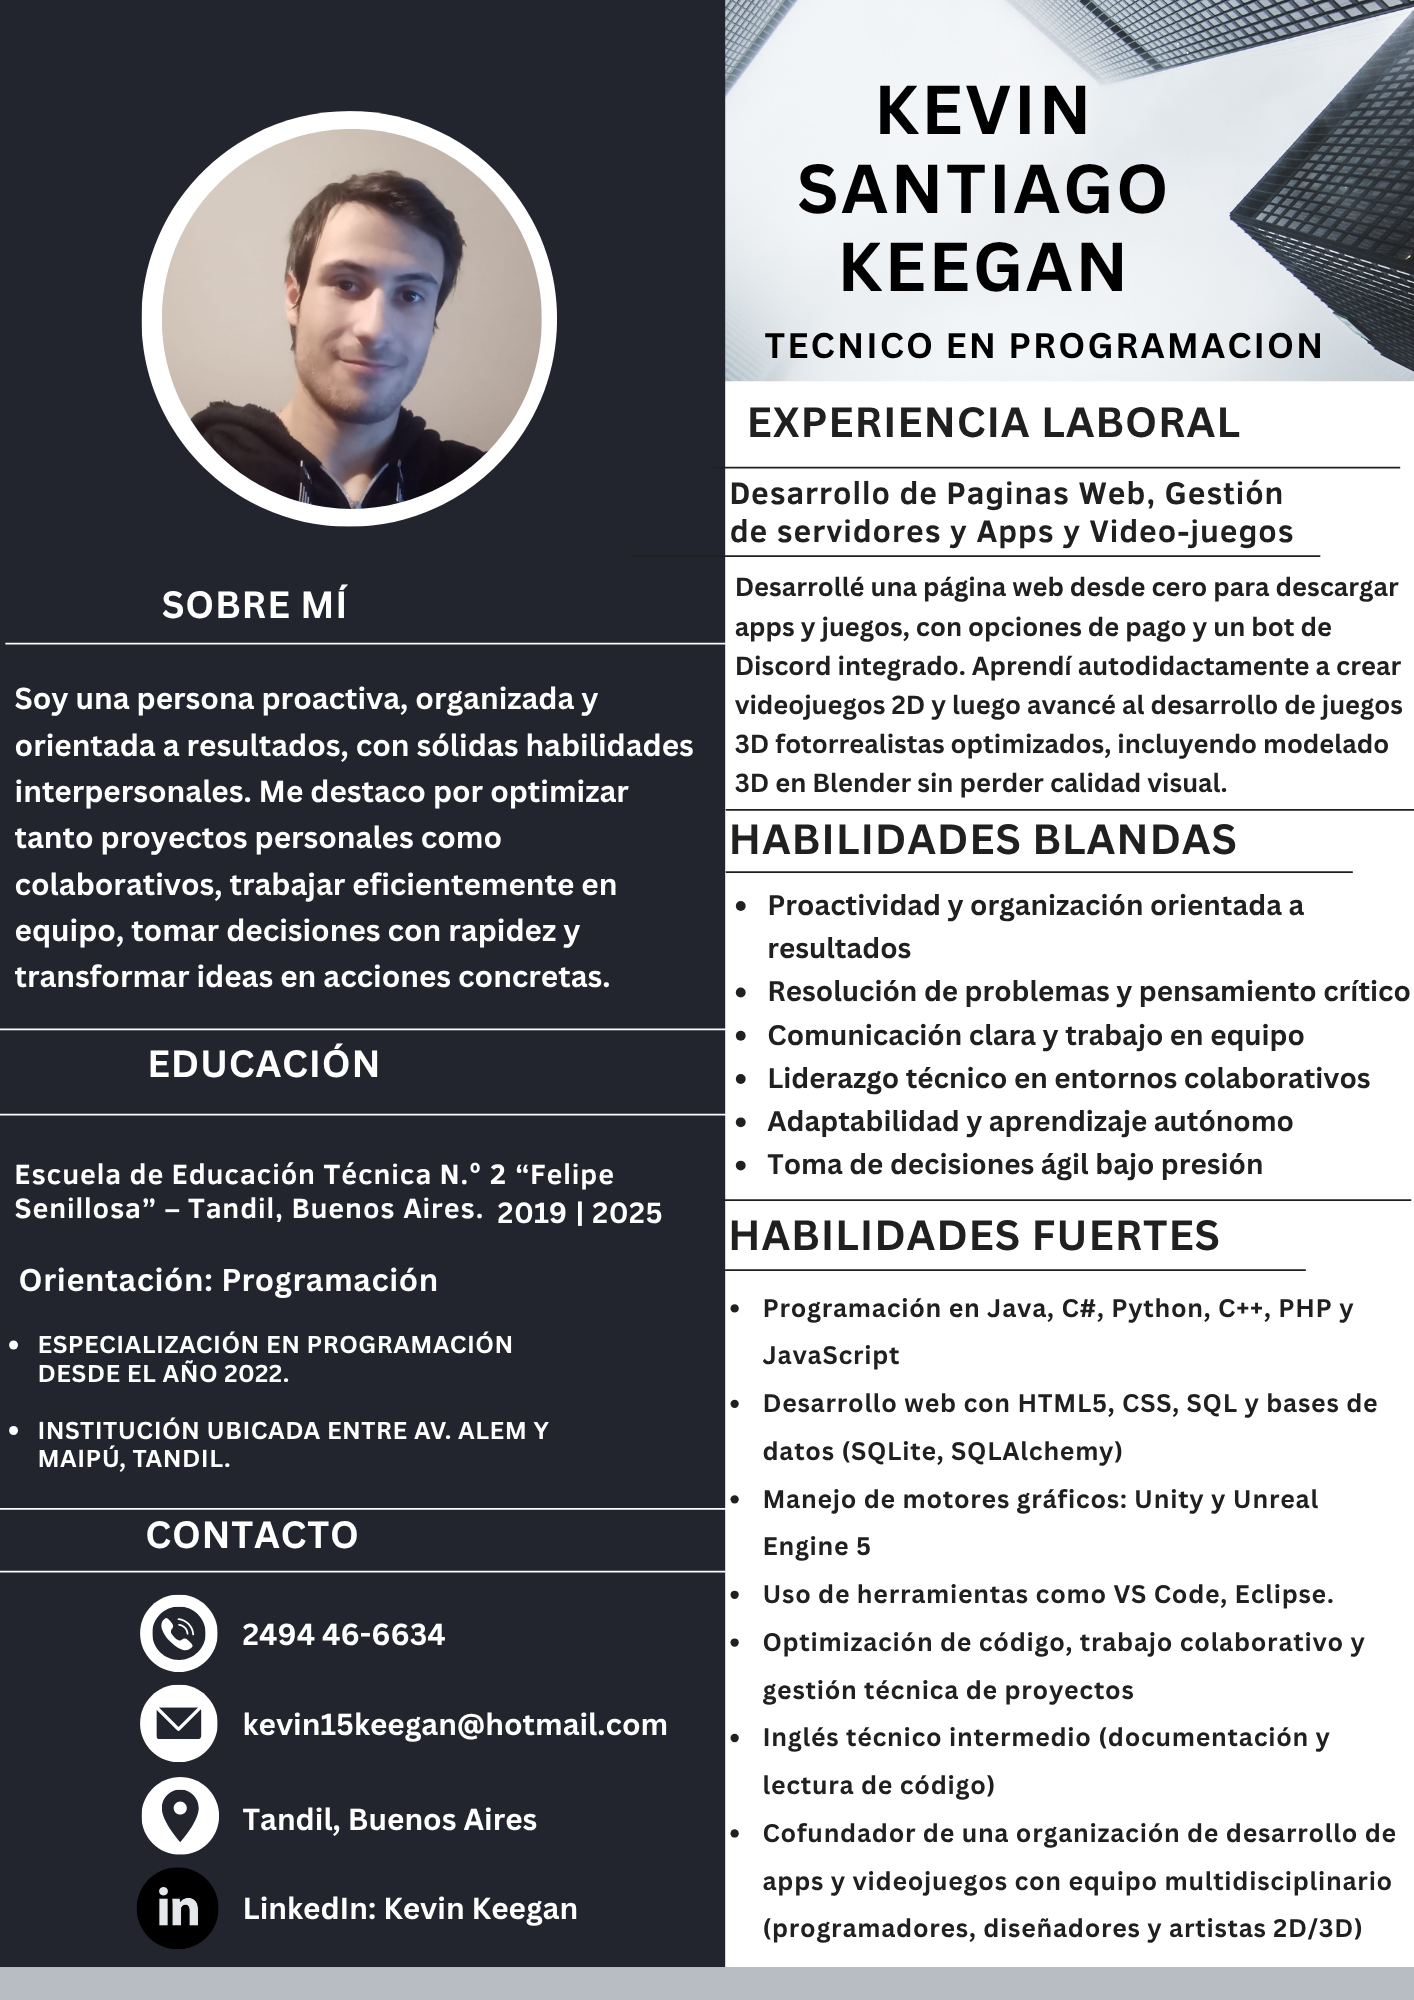 KEVIN
SANTIAGO
KEEGAN
TECNICO EN PROGRAMACION
SOBRE MÍ
Soy una persona proactiva, organizada y
orientada a resultados, con sólidas habilidades
interpersonales. Me destaco por optimizar
tanto proyectos personales como
colaborativos, trabajar eficientemente en
equipo, tomar decisiones con rapidez y
transformar ideas en acciones concretas.
EDUCACIÓN
Escuela de Educación Técnica N.º 2 “Felipe
Senillosa” – Tandil, Buenos Aires. 2019 | 2025
Orientación: Programación
• ESPECIALIZACIÓN EN PROGRAMACIÓN
DESDE EL AÑO 2022.
• INSTITUCIÓN UBICADA ENTRE AV. ALEM Y
MAIPÚ, TANDIL.
CONTACTO
2494 46-6634
kevin15keegan@hotmail.com
Tandil, Buenos Aires
in LinkedIn: Kevin Keegan
EXPERIENCIA LABORAL
Desarrollo de Paginas Web, Gestión
de servidores y Apps y Video-juegos
Desarrollé una página web desde cero para descargar
apps y juegos, con opciones de pago y un bot de
Discord integrado. Aprendí autodidactamente a crear
videojuegos 2D y luego avancé al desarrollo de juegos
3D fotorrealistas optimizados, incluyendo modelado
3D en Blender sin perder calidad visual.
HABILIDADES BLANDAS
• Proactividad y organización orientada a
resultados
• Resolución de problemas y pensamiento crítico
• Comunicación clara y trabajo en equipo
• Liderazgo técnico en entornos colaborativos
• Adaptabilidad y aprendizaje autónomo
• Toma de decisiones ágil bajo presión
HABILIDADES FUERTES
• Programación en Java, C#, Python, C++, PHP y
JavaScript
• Desarrollo web con HTML5, CSS, SQL y bases de
datos (SQLite, SQLAlchemy)
• Manejo de motores gráficos: Unity y Unreal
Engine 5
• Uso de herramientas como VS Code, Eclipse.
• Optimización de código, trabajo colaborativo y
gestión técnica de proyectos
• Inglés técnico intermedio (documentación y
lectura de código)
• Cofundador de una organización de desarrollo de
apps y videojuegos con equipo multidisciplinario
(programadores, diseñadores y artistas 2D/3D)